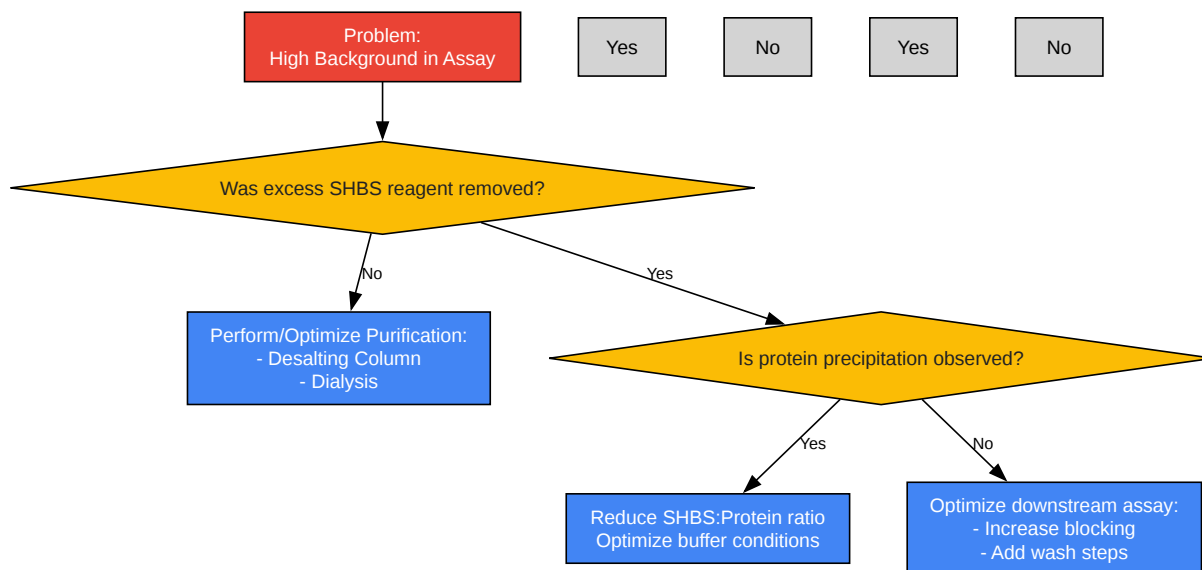 Problem:
High Background in Assay
Yes
No
Yes
No
Was excess SHBS reagent removed?
No
Yes
Perform/Optimize Purification:
- Desalting Column
- Dialysis
Is protein precipitation observed?
Yes
No
Reduce SHBS:Protein ratio
Optimize buffer conditions
Optimize downstream assay:
- Increase blocking
- Add wash steps